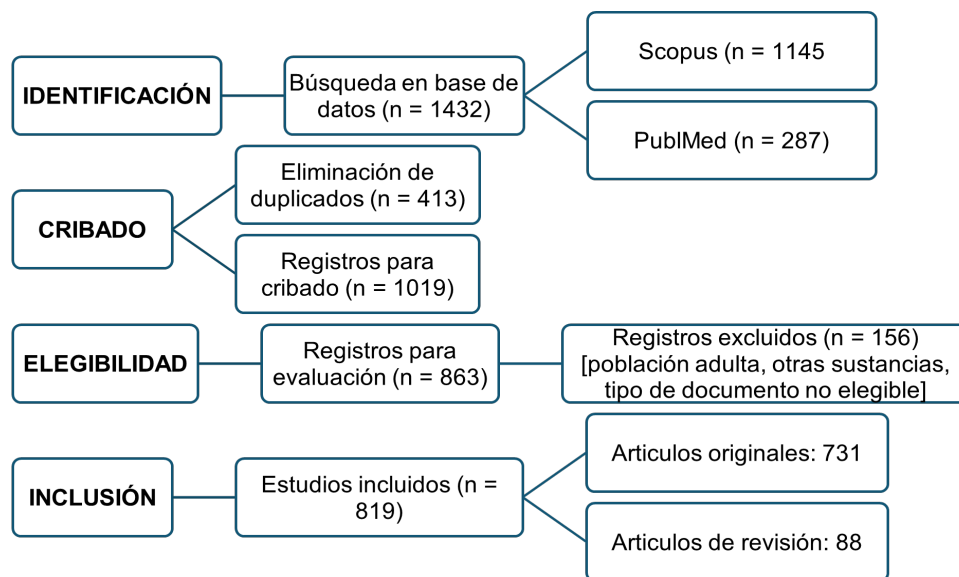 IDENTIFICACIÓN
Búsqueda en base de
datos (n = 1432)
Scopus (n = 1145
PublMed (n = 287)
CRIBADO
Eliminación de
duplicados (n = 413)
Registros para
cribado (n = 1019)
ELEGIBILIDAD
Registros para
evaluación (n = 863)
Registros excluidos (n = 156)
[población adulta, otras sustancias,
tipo de documento no elegible]
INCLUSIÓN
Estudios incluidos (n =
819)
Articulos originales: 731
Articulos de revisión: 88